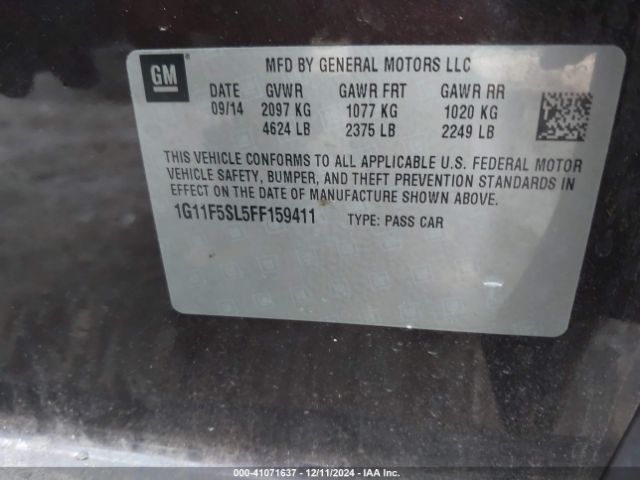 GM
MFD BY GENERAL MOTORS LLC
DATE GVWR GAWR FRT GAWR RR
09/14 2097 KG 1077 KG 1020 KG
4624 LB 2375 LB 2249 LB
THIS VEHICLE CONFORMS TO ALL APPLICABLE U.S. FEDERAL MOTOR
VEHICLE SAFETY, BUMPER, AND THEFT PREVENTION STANDARDS IN
EFFECT ON THE DATE OF MANUFACTURE SHOWN ABOVE.
1G11F5SL5FF159411 TYPE: PASS CAR
000-41071637 - 12/11/2024 - IAA Inc.